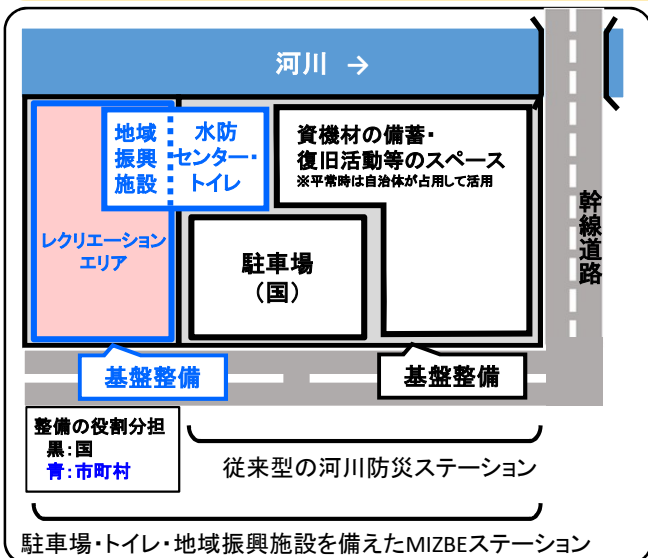 河川 →
地域
振興
施設
水防
センター・
トイレ
資機材の備蓄・
復旧活動等のスペース
※平常時は自治体が占用して活用
幹線道路
レクリエーション
エリア
駐車場
（国）
基盤整備
基盤整備
整備の役割分担
黒：国
青：市町村
従来型の河川防災ステーション
駐車場・トイレ・地域振興施設を備えたMIZBEステーション